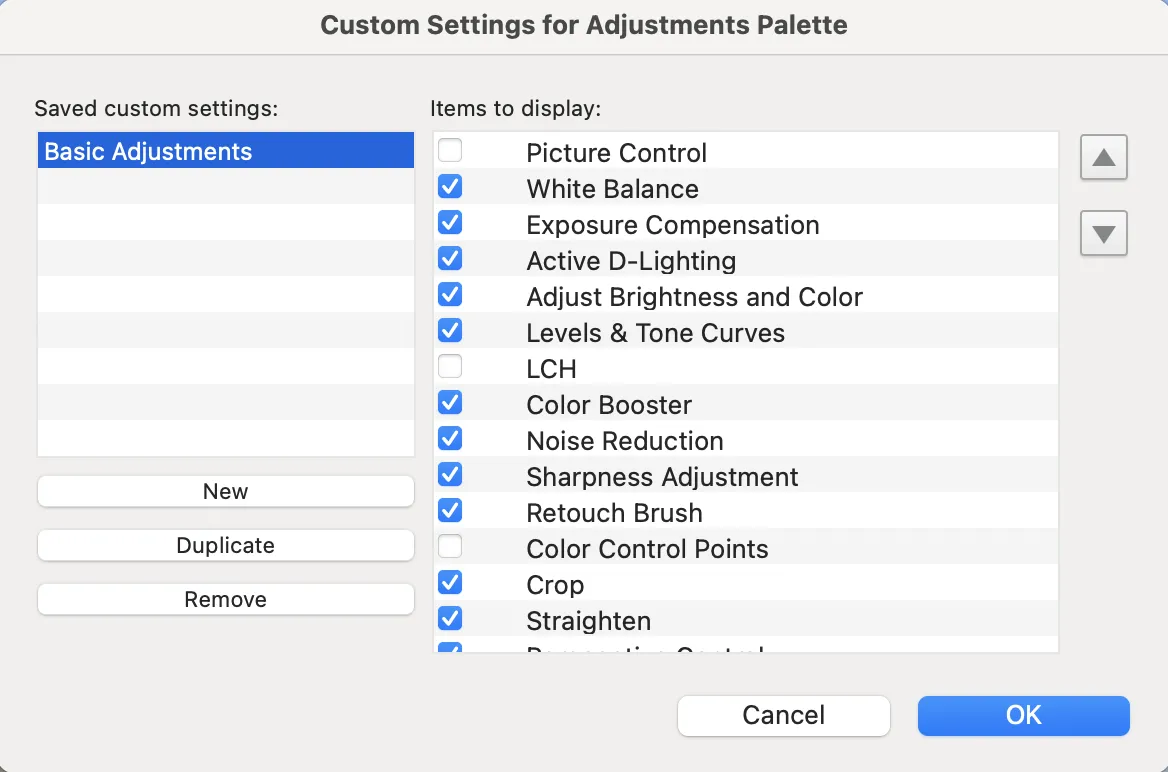 Custom Settings for Adjustments Palette
Saved custom settings:
Basic Adjustments
New
Duplicate
Remove
Items to display:
Picture Control
White Balance
Exposure Compensation
Active D-Lighting
Adjust Brightness and Color
Levels & Tone Curves
LCH
Color Booster
Noise Reduction
Sharpness Adjustment
Retouch Brush
Color Control Points
Crop
Straighten
Cancel
OK